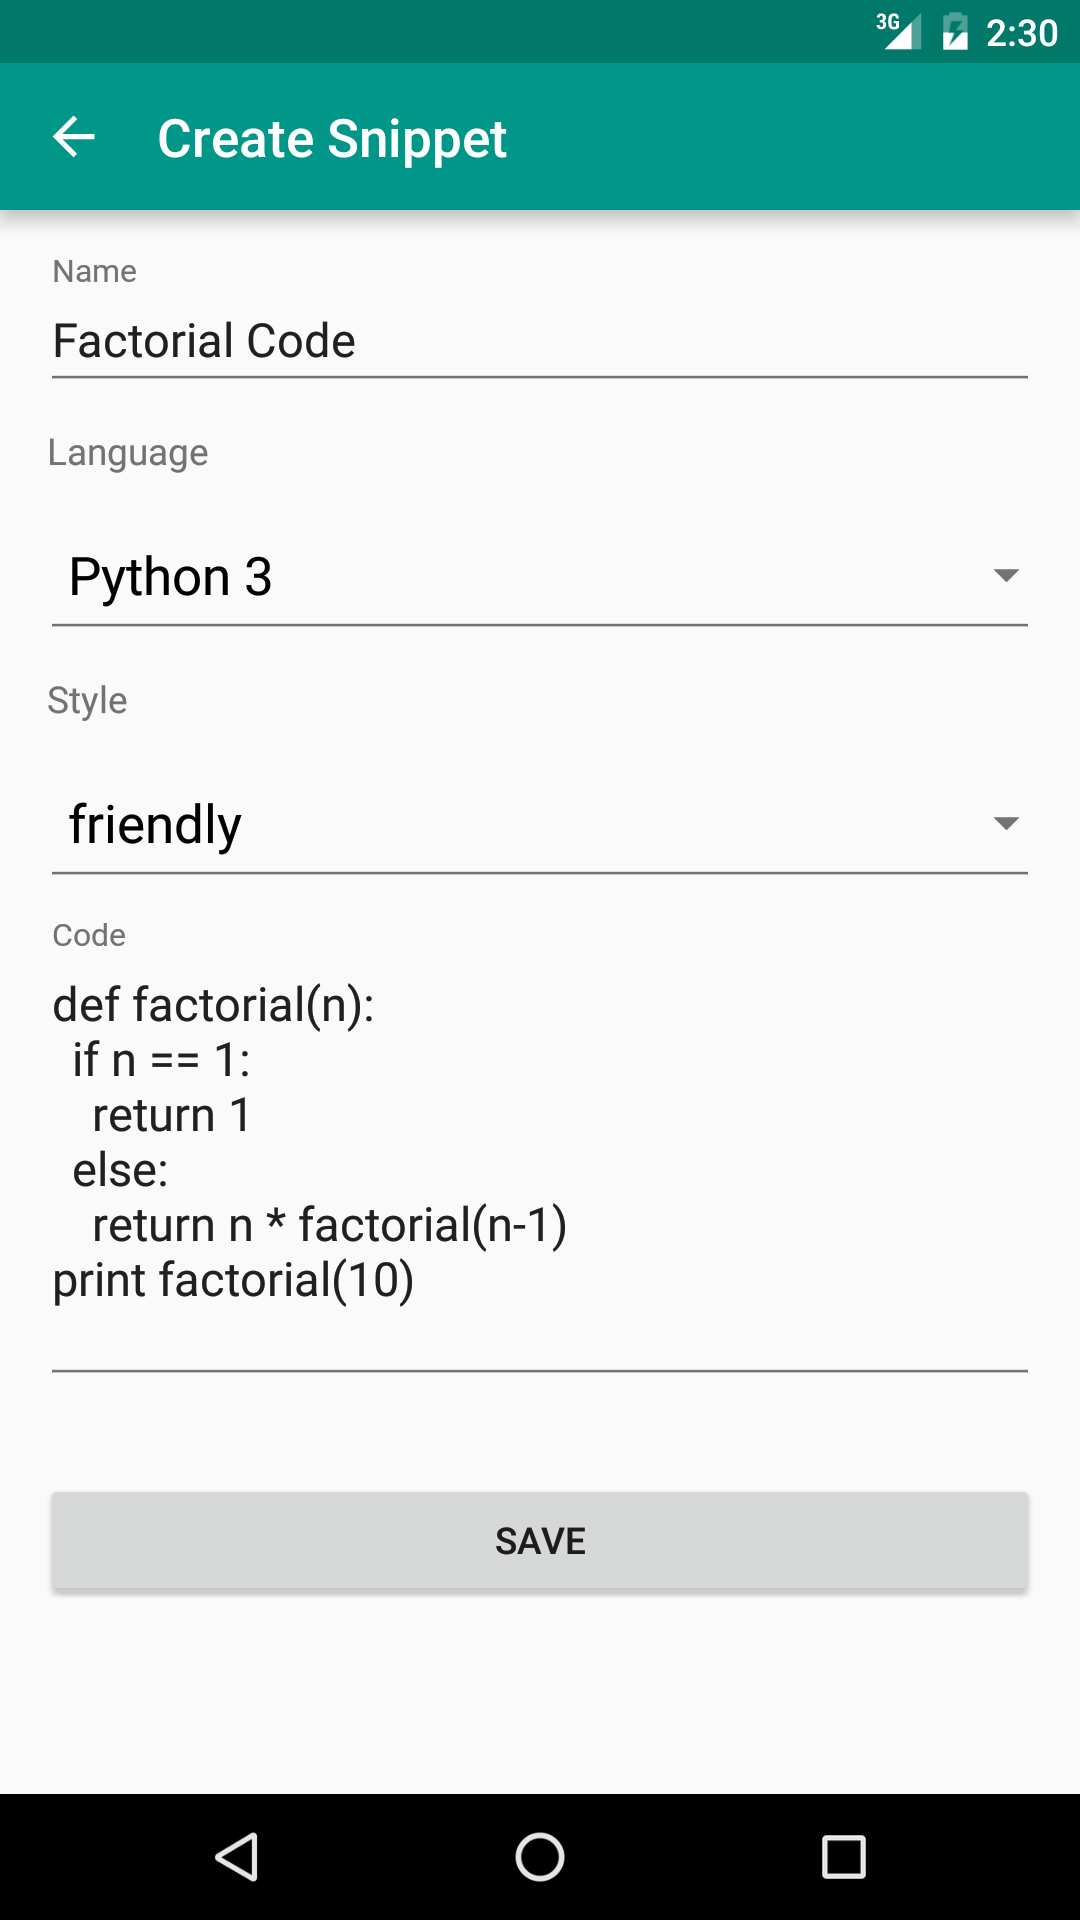 3G 2:30
Create Snippet
Name
Factorial Code
Language
Python 3
Style
friendly
Code
def factorial(n):
  if n == 1:
    return 1
  else:
    return n * factorial(n-1)
print factorial(10)
SAVE